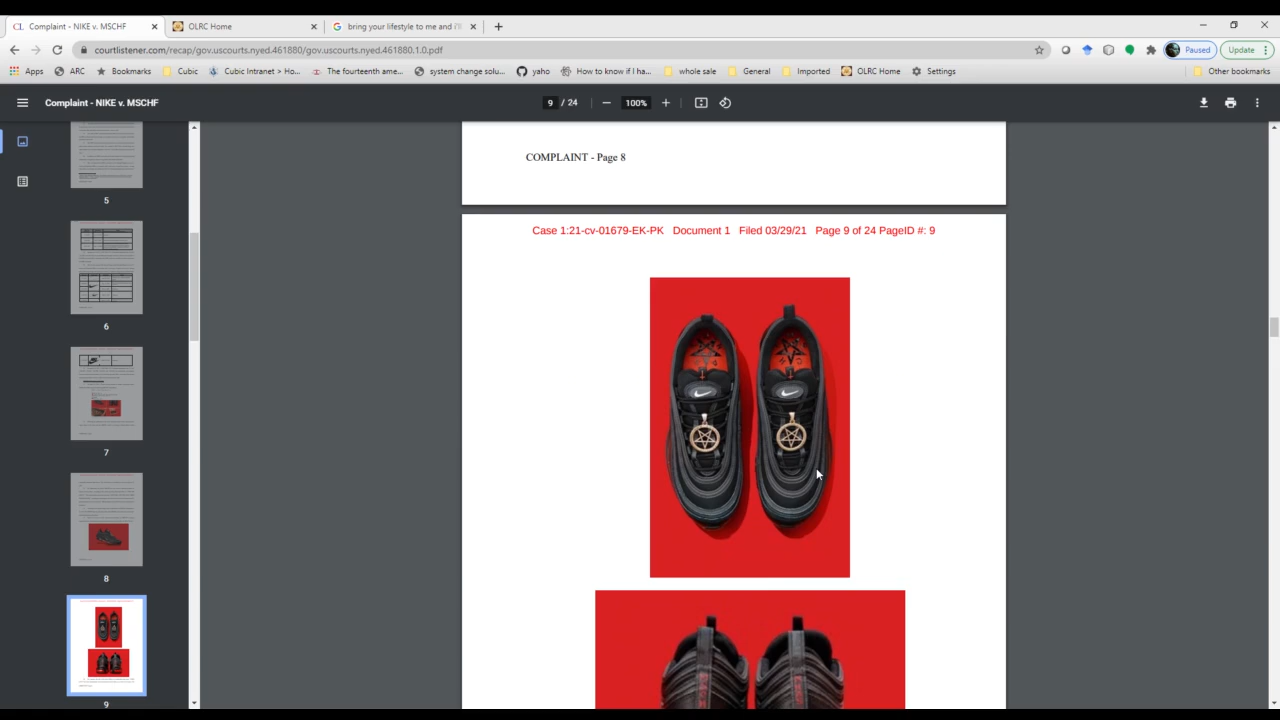 Complaint - NIKE v. MSCHF
OLRC Home
bring your lifestyle to me and i'll
courtlistener.com/recap/gov.uscourts.nyed.461880/gov.uscourts.nyed.461880.1.0.pdf
Paused
Update
Apps
ARC
Bookmarks
Cubic
Cubic Intranet > Ho...
The fourteenth ame...
system change solu...
yaho
How to know if I ha...
whole sale
General
Imported
OLRC Home
Settings
Other bookmarks
Complaint - NIKE v. MSCHF
9 / 24
100%
5
6
7
8
9
COMPLAINT - Page 8
Case 1:21-cv-01679-EK-PK Document 1 Filed 03/29/21 Page 9 of 24 PageID #: 9